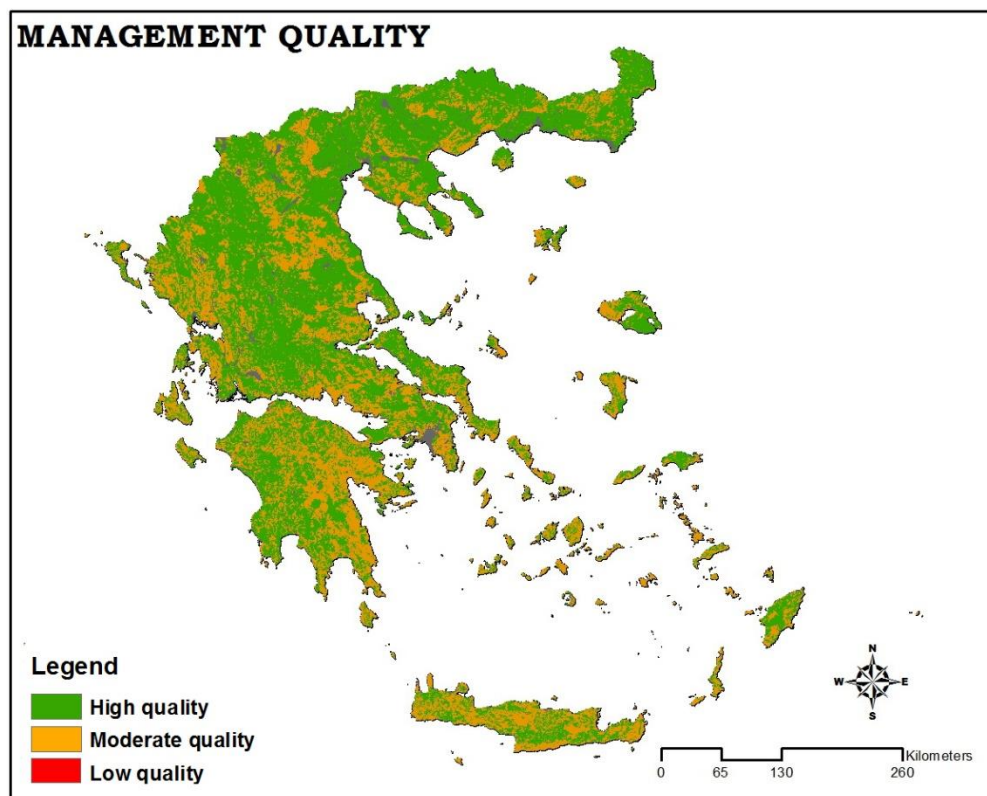 MANAGEMENT QUALITY
Legend
High quality
Moderate quality
Low quality
N
W E
S
Kilometers
0 65 130 260